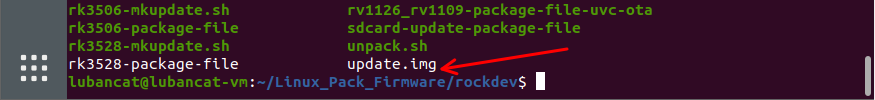 rk3506-mkupdate.sh rv1126_rv1109-package-file-uvc-ota
rk3506-package-file sdcard-update-package-file
rk3528-mkupdate.sh unpack.sh
rk3528-package-file update.img
lubancat@lubancat-vm:~/Linux_Pack_Firmware/rockdev$